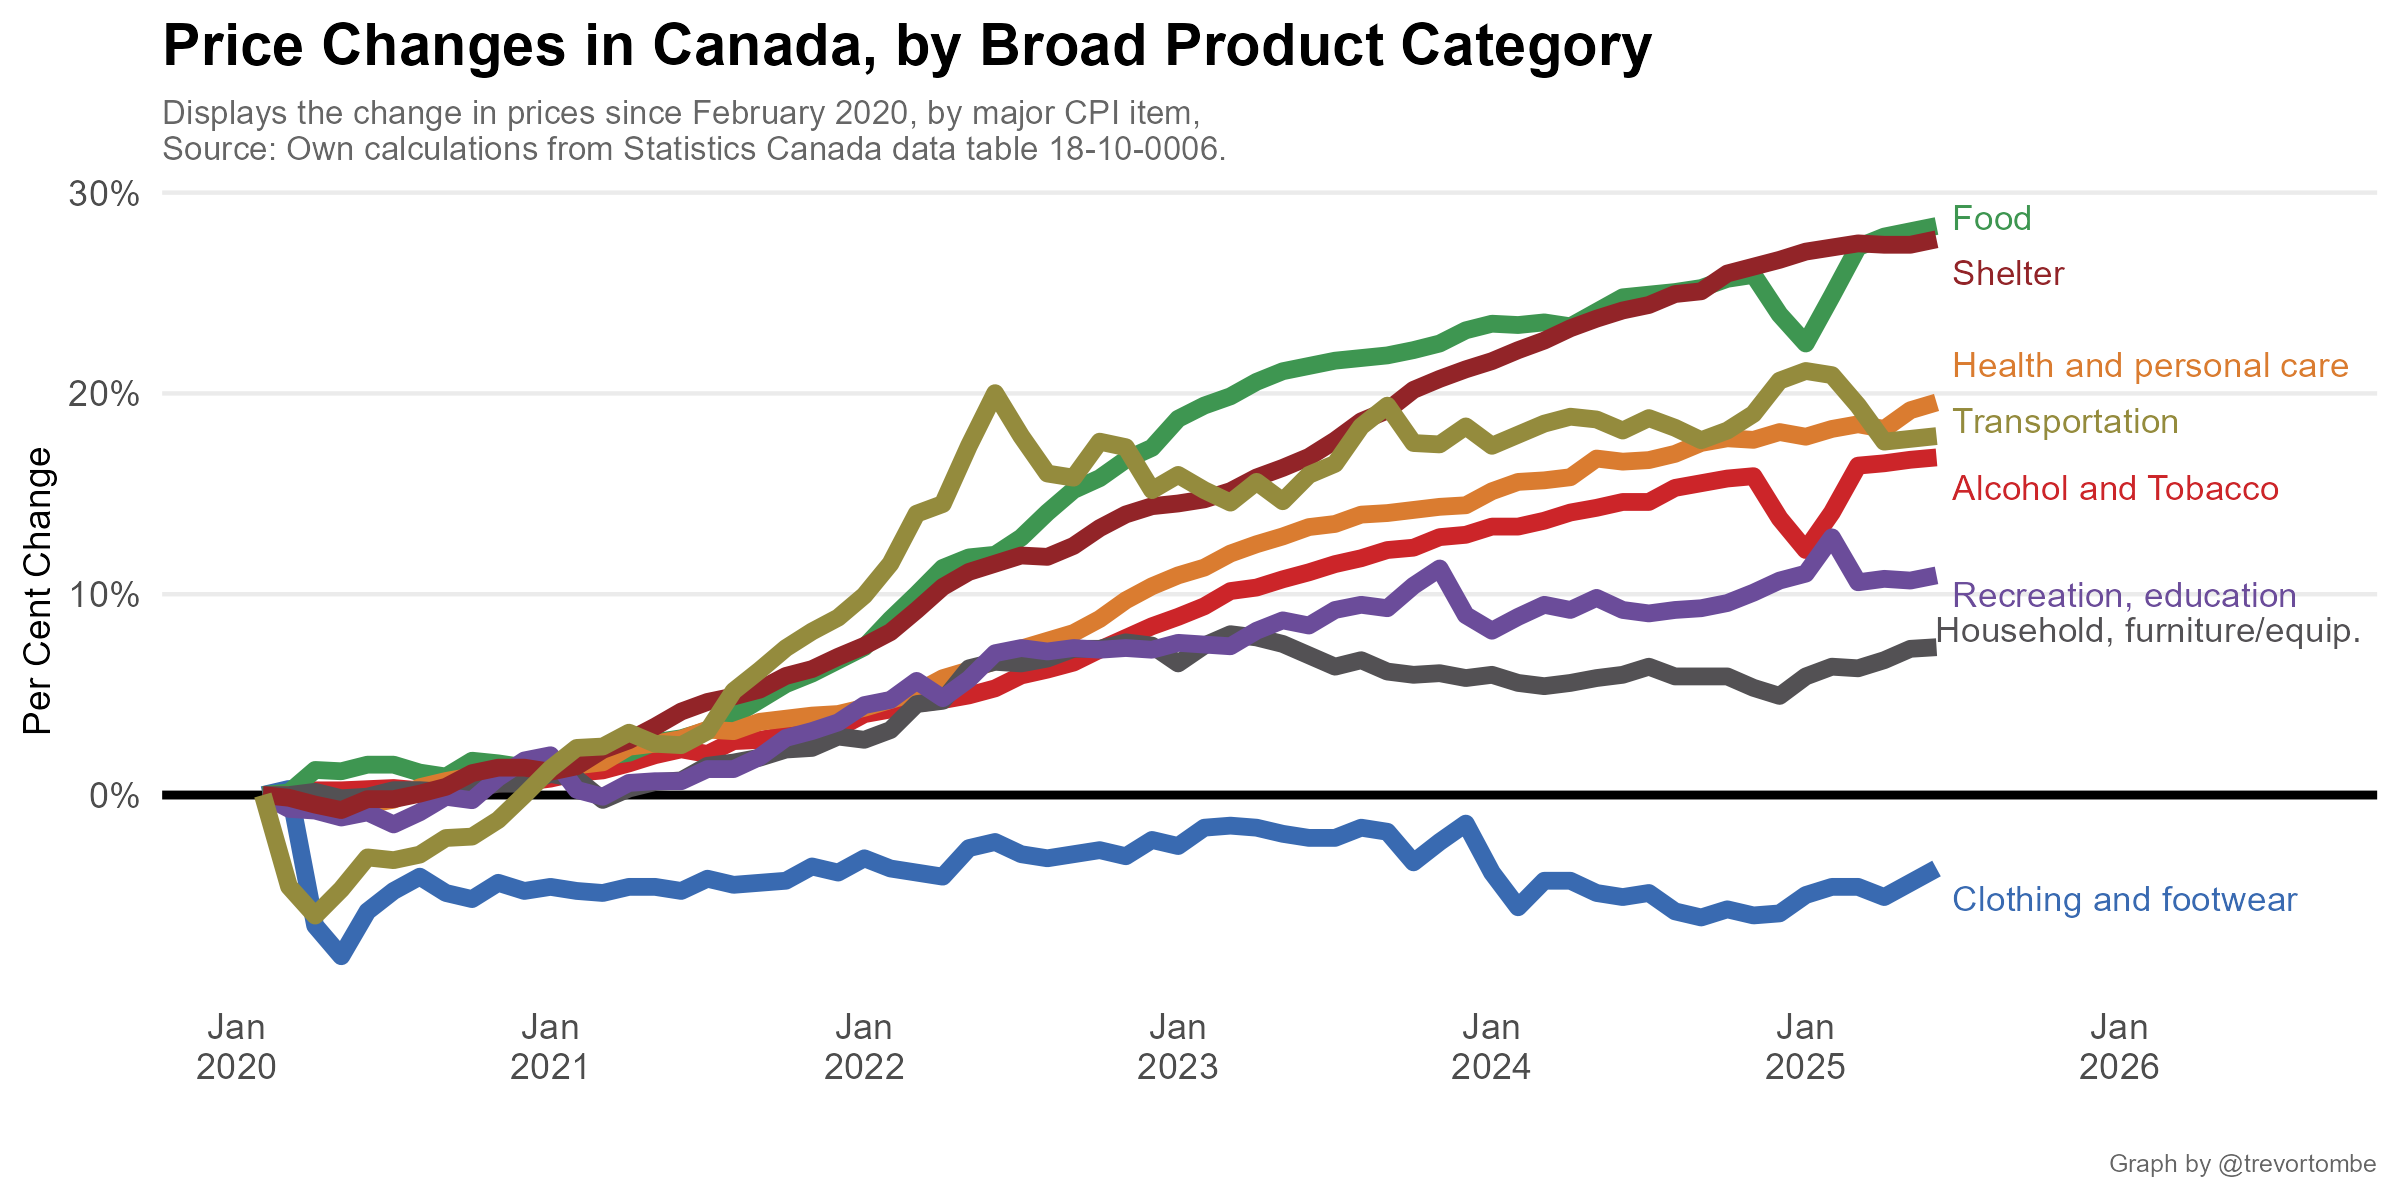 Price Changes in Canada, by Broad Product Category
Displays the change in prices since February 2020, by major CPI item,
Source: Own calculations from Statistics Canada data table 18-10-0006.
Per Cent Change
30%
20%
10%
0%
Food
Shelter
Health and personal care
Transportation
Alcohol and Tobacco
Recreation, education
Household, furniture/equip.
Clothing and footwear
Jan
2020
Jan
2021
Jan
2022
Jan
2023
Jan
2024
Jan
2025
Jan
2026
Graph by @trevortombe